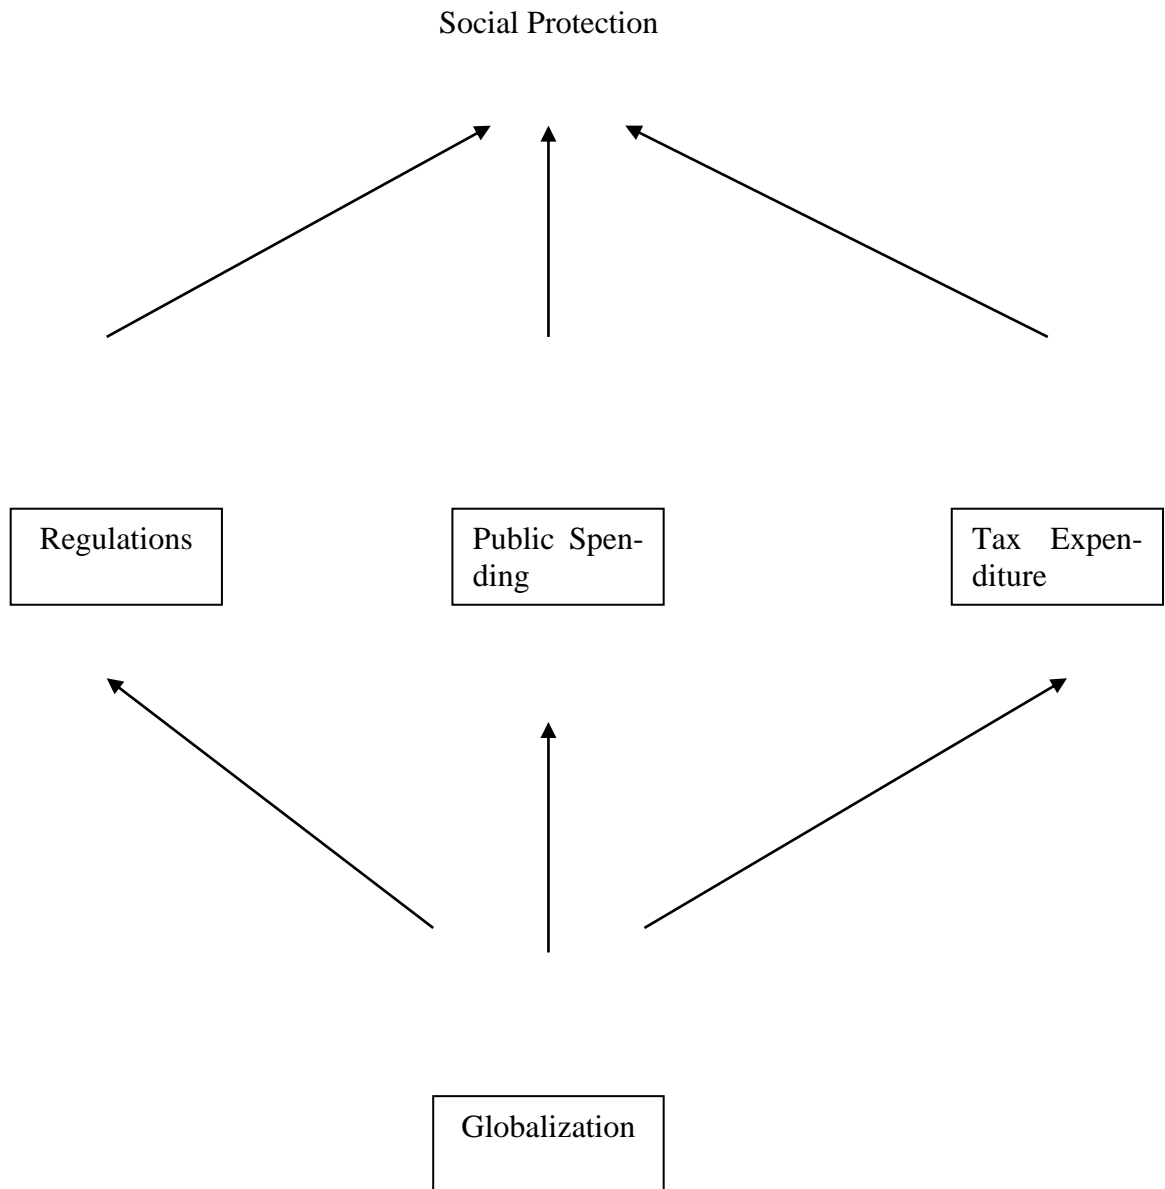 Social Protection
Regulations
Public Spen-
ding
Tax Expen-
diture
Globalization